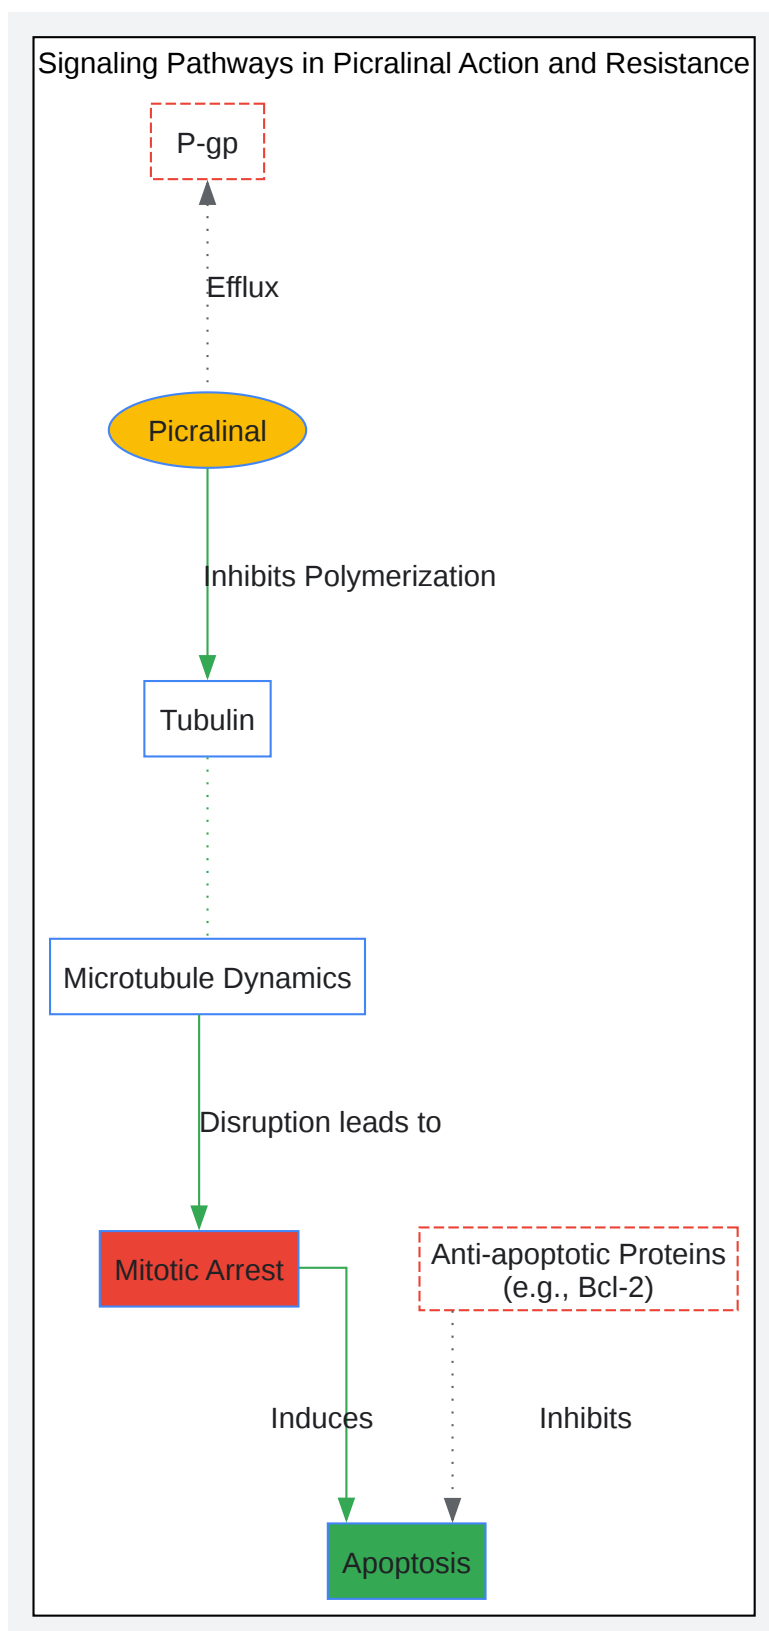 Signaling Pathways in Picralinal Action and Resistance
P-gp
Efflux
Picralinal
Inhibits Polymerization
Tubulin
Microtubule Dynamics
Disruption leads to
Mitotic Arrest
Anti-apoptotic Proteins
(e.g., Bcl-2)
Induces
Inhibits
Apoptosis